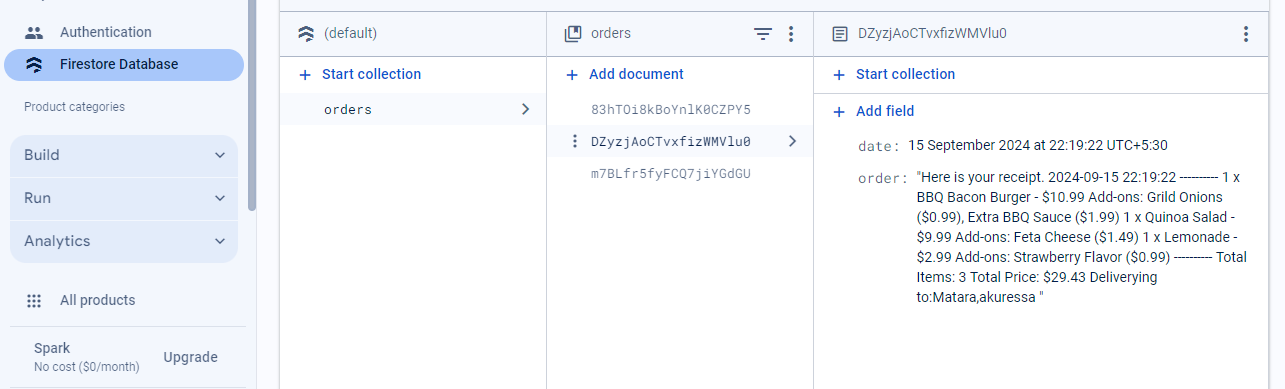 Authentication
Firestore Database
Product categories
Build
Run
Analytics
All products
Spark
No cost ($0/month)
Upgrade
(default)
Start collection
orders
orders
Add document
83hTOi8kBoYnlK0CZPY5
DZyzjAoCTvxfizWMVlu0
m7BLfr5fyFCQ7jiYGdGU
DZyzjAoCTvxfizWMVlu0
Start collection
Add field
date: 15 September 2024 at 22:19:22 UTC+5:30
order: "Here is your receipt. 2024-09-15 22:19:22 ---------- 1 x
BBQ Bacon Burger - $10.99 Add-ons: Grild Onions
($0.99), Extra BBQ Sauce ($1.99) 1 x Quinoa Salad -
$9.99 Add-ons: Feta Cheese ($1.49) 1 x Lemonade -
$2.99 Add-ons: Strawberry Flavor ($0.99) ---------- Total
Items: 3 Total Price: $29.43 Deliverying
to:Matara,akuressa "